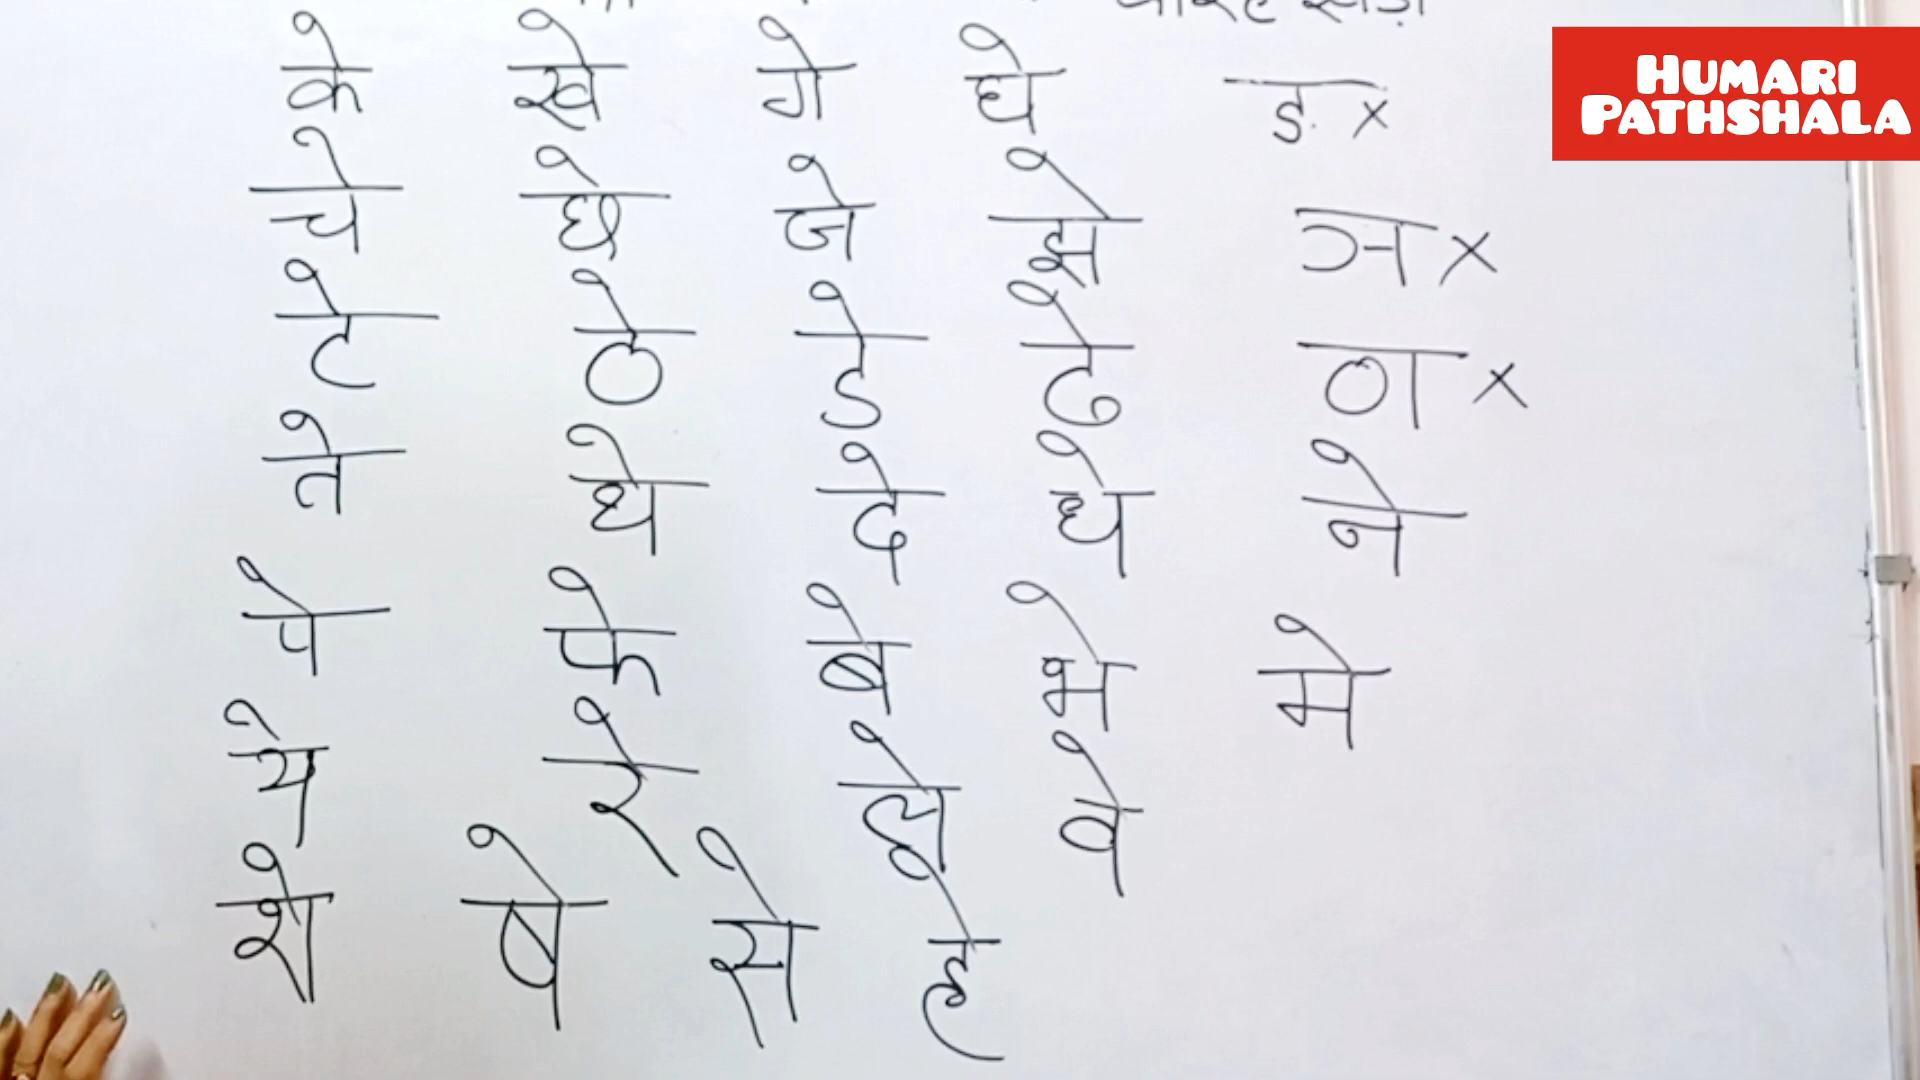 के खे गे घे ङ ×
HUMARI
PATHSHALA
चे छे जे झे ञ ×
टे ठे डे ढे ण ×
ते थे दे धे ने
पे फे बे भे मे
ये रे ले वे
शे षे से हे